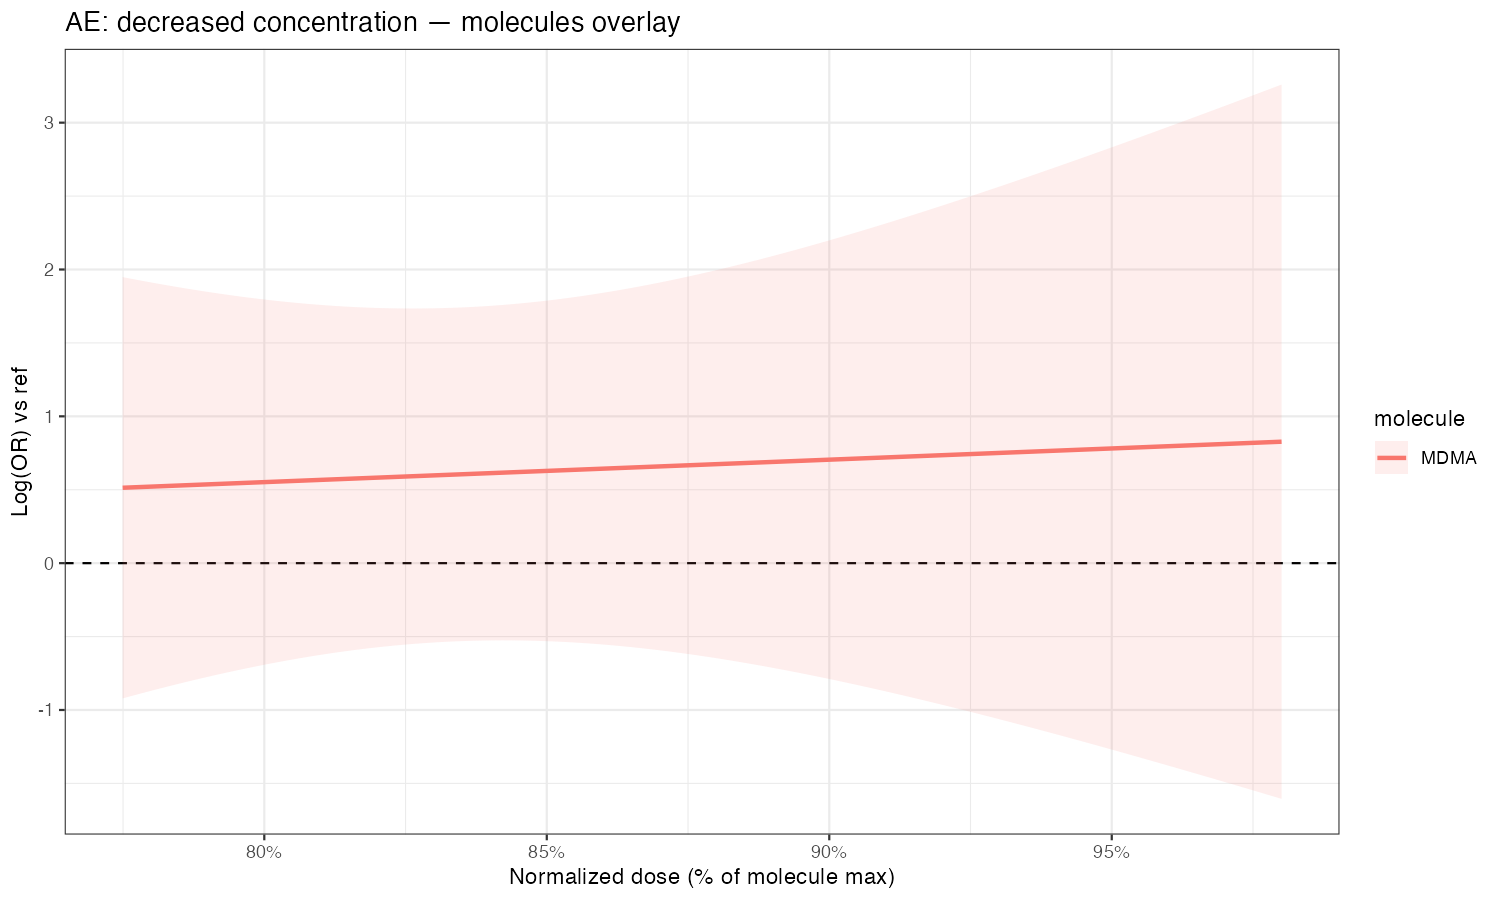 AE: decreased concentration — molecules overlay
Log(OR) vs ref
3
2
1
0
-1
80%
85%
90%
95%
Normalized dose (% of molecule max)
molecule
MDMA